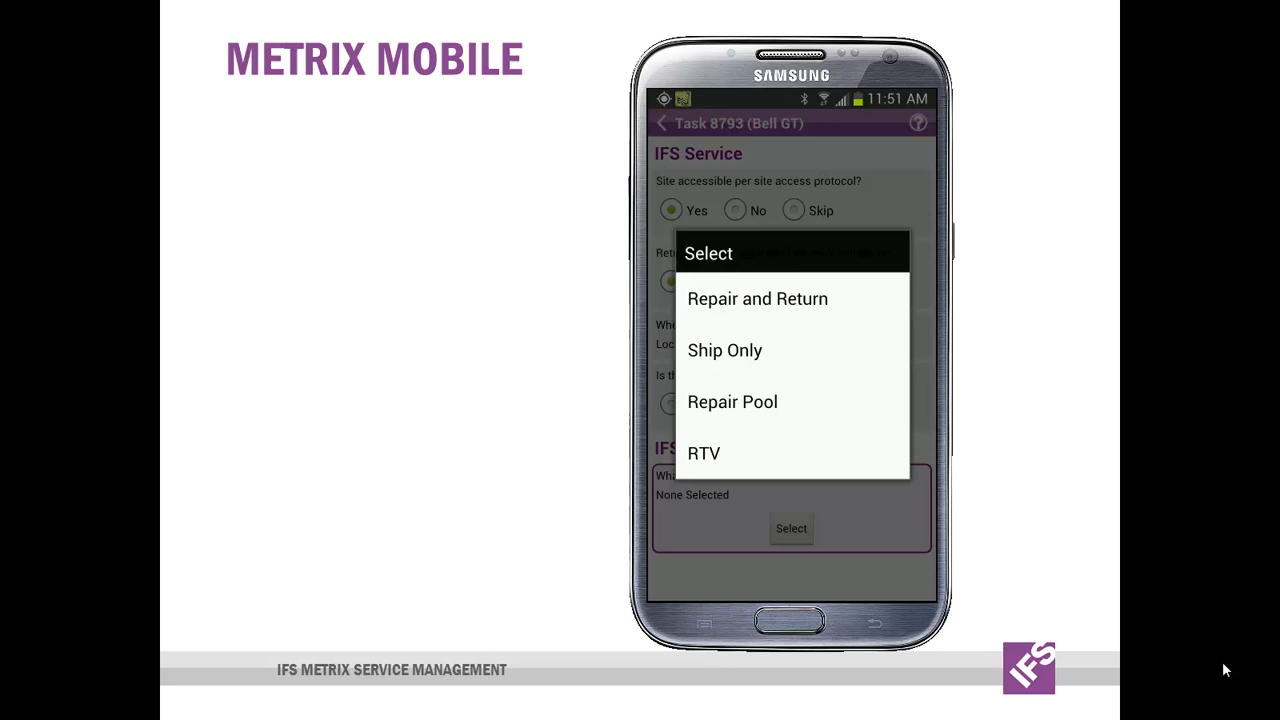 METRIX MOBILE
SAMSUNG
11:51 AM
Task 8793 (Bell GT)
IFS Service
Site accessible per site access protocol?
Yes No Skip
Select
Repair and Return
Ship Only
Repair Pool
RTV
None Selected
Select
IFS METRIX SERVICE MANAGEMENT
IFS